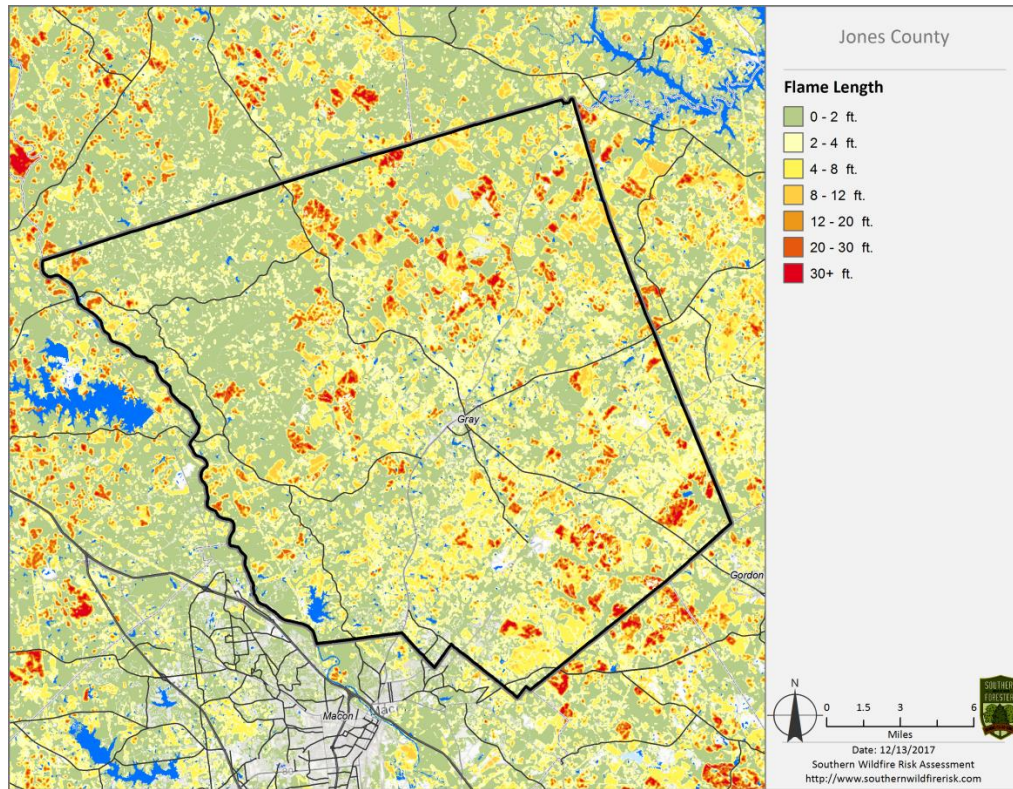 Jones County
Flame Length
0 - 2 ft.
2 - 4 ft.
4 - 8 ft.
8 - 12 ft.
12 - 20 ft.
20 - 30 ft.
30+ ft.
Gray
Gordon
Macon
N
0 1.5 3 6
Miles
SOUTHERN
Date: 12/13/2017
Southern Wildfire Risk Assessment
http://www.southernwildfirerisk.com